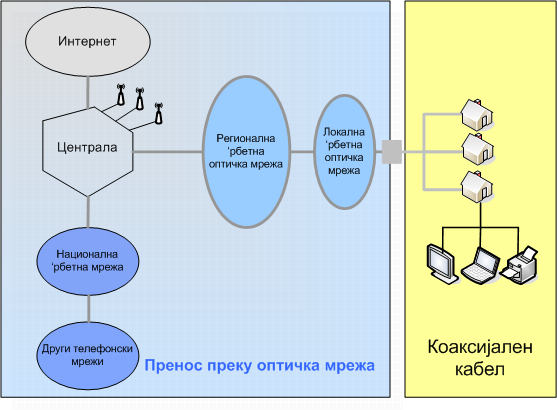 Интернет
Централа
Регионална
'рбетна
оптичка мрежа
Локална
'рбетна
оптичка
мрежа
Национална
'рбетна мрежа
Други телефонски
мрежи
Пренос преку оптичка мрежа
Коаксијален
кабел